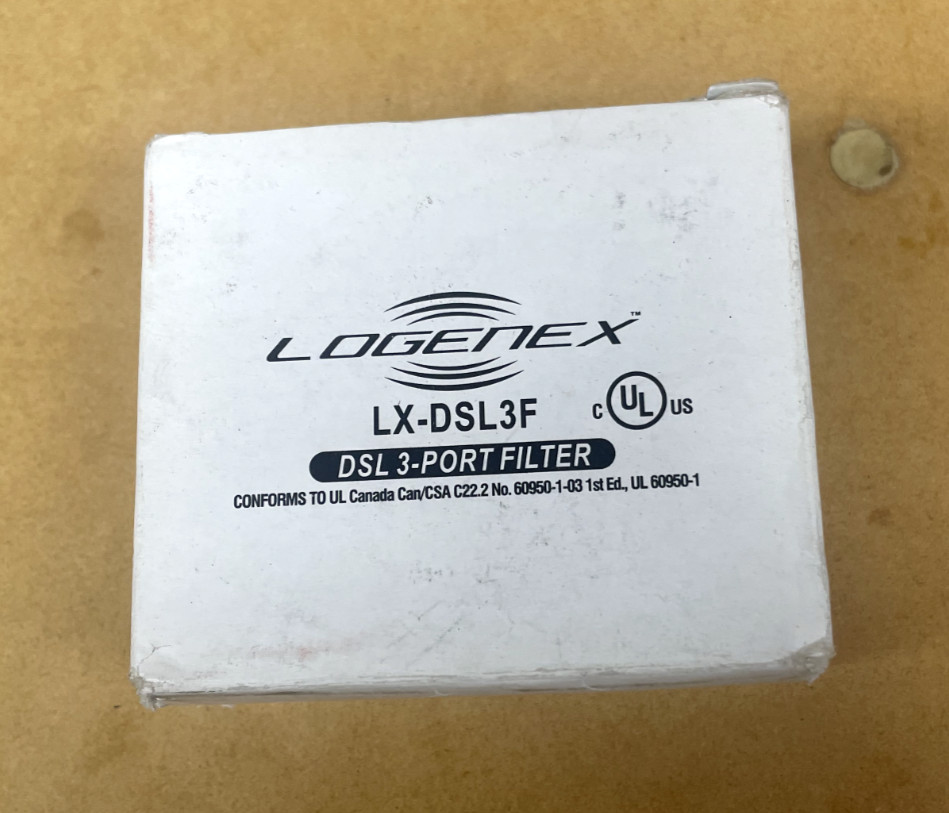 LOGENEX™
LX-DSL3F
C UL US
DSL 3-PORT FILTER
CONFORMS TO UL Canada Can/CSA C22.2 No. 60950-1-03 1st Ed., UL 60950-1